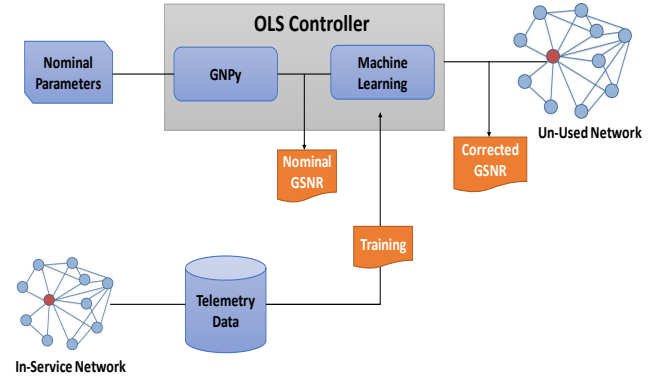 OLS Controller
Nominal
Parameters
GNPy
Machine
Learning
Un-Used Network
Nominal
GSNR
Corrected
GSNR
Training
Telemetry
Data
In-Service Network